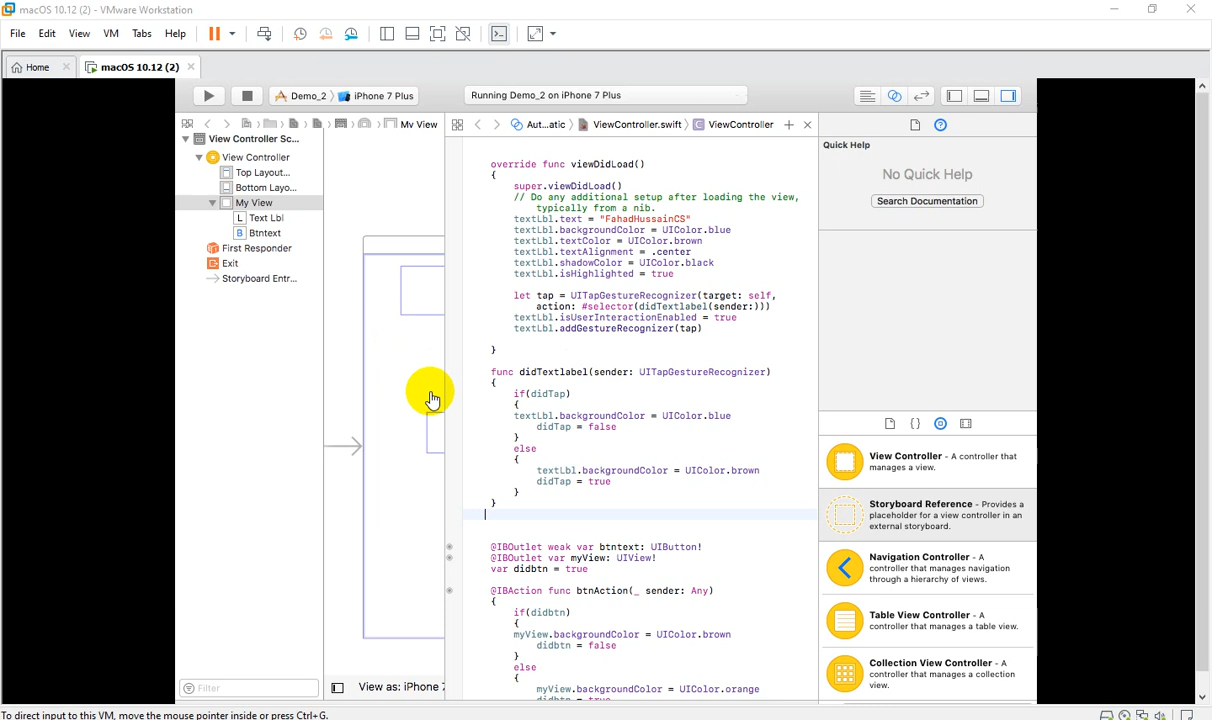 macOS 10.12 (2) - VMware Workstation
File Edit View VM Tabs Help
Home macOS 10.12 (2)
Demo_2 iPhone 7 Plus Running Demo_2 on iPhone 7 Plus
My View
Aut...atic ViewController.swift ViewController
View Controller Sc...
View Controller
Top Layout...
Bottom Layo...
My View
Text Lbl
Btntext
First Responder
Exit
Storyboard Entr...
Filter
View as: iPhone 7
override func viewDidLoad()
{
super.viewDidLoad()
// Do any additional setup after loading the view,
typically from a nib.
textLbl.text = "FahadHussainCS"
textLbl.backgroundColor = UIColor.blue
textLbl.textColor = UIColor.brown
textLbl.textAlignment = .center
textLbl.shadowColor = UIColor.black
textLbl.isHighlighted = true
let tap = UITapGestureRecognizer(target: self,
action: #selector(didTextlabel(sender:)))
textLbl.isUserInteractionEnabled = true
textLbl.addGestureRecognizer(tap)
}
func didTextlabel(sender: UITapGestureRecognizer)
{
if(didTap)
{
textLbl.backgroundColor = UIColor.blue
didTap = false
}
else
{
textLbl.backgroundColor = UIColor.brown
didTap = true
}
}
@IBOutlet weak var btntext: UIButton!
@IBOutlet var myView: UIView!
var didbtn = true
@IBAction func btnAction(_ sender: Any)
{
if(didbtn)
{
myView.backgroundColor = UIColor.brown
didbtn = false
}
else
{
myView.backgroundColor = UIColor.orange
didbtn = true
Quick Help
No Quick Help
Search Documentation
View Controller - A controller that
manages a view.
Storyboard Reference - Provides a
placeholder for a view controller in an
external storyboard.
Navigation Controller - A
controller that manages navigation
through a hierarchy of views.
Table View Controller - A
controller that manages a table view.
Collection View Controller - A
controller that manages a collection
view.
To direct input to this VM, move the mouse pointer inside or press Ctrl+G.